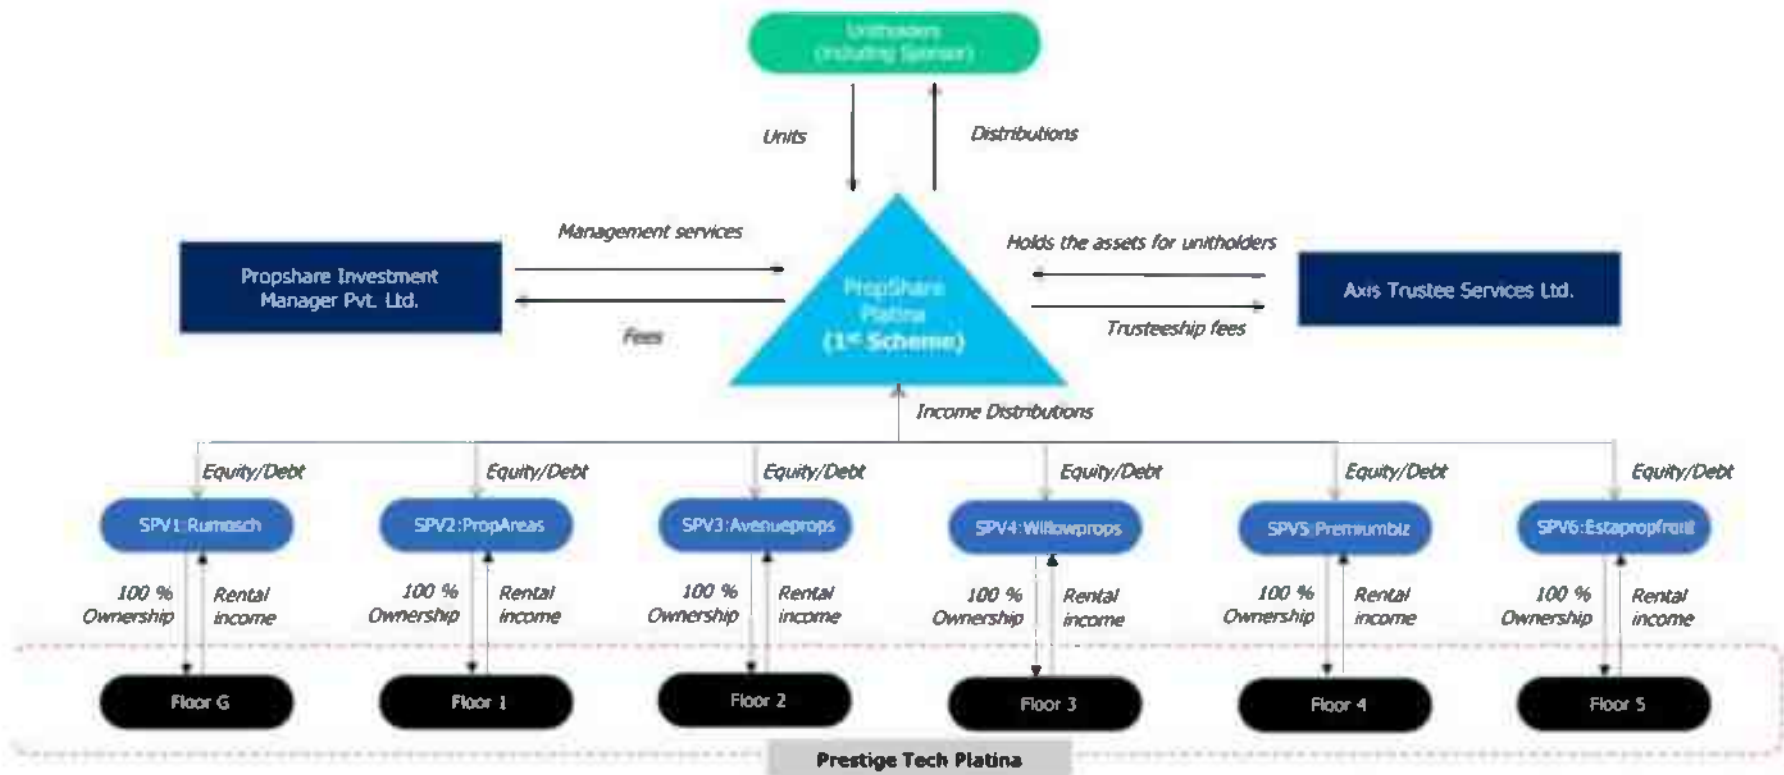 Unitholders
(including Sponsor)
Units
Distributions
Management services
Holds the assets for unitholders
Propshare Investment
Manager Pvt. Ltd.
PropShare
Platina
(1st Scheme)
Axis Trustee Services Ltd.
Fees
Trusteeship fees
Income Distributions
Equity/Debt Equity/Debt Equity/Debt Equity/Debt Equity/Debt Equity/Debt
SPV1:Rumosch SPV2:PropAreas SPV3:Avenueprops SPV4:Willowprops SPV5:Premiumbiz SPV6:Estapropfront
100 % Rental 100 % Rental 100 % Rental 100 % Rental 100 % Rental 100 % Rental
Ownership income Ownership income Ownership income Ownership income Ownership income Ownership income
Floor G Floor 1 Floor 2 Floor 3 Floor 4 Floor 5
Prestige Tech Platina